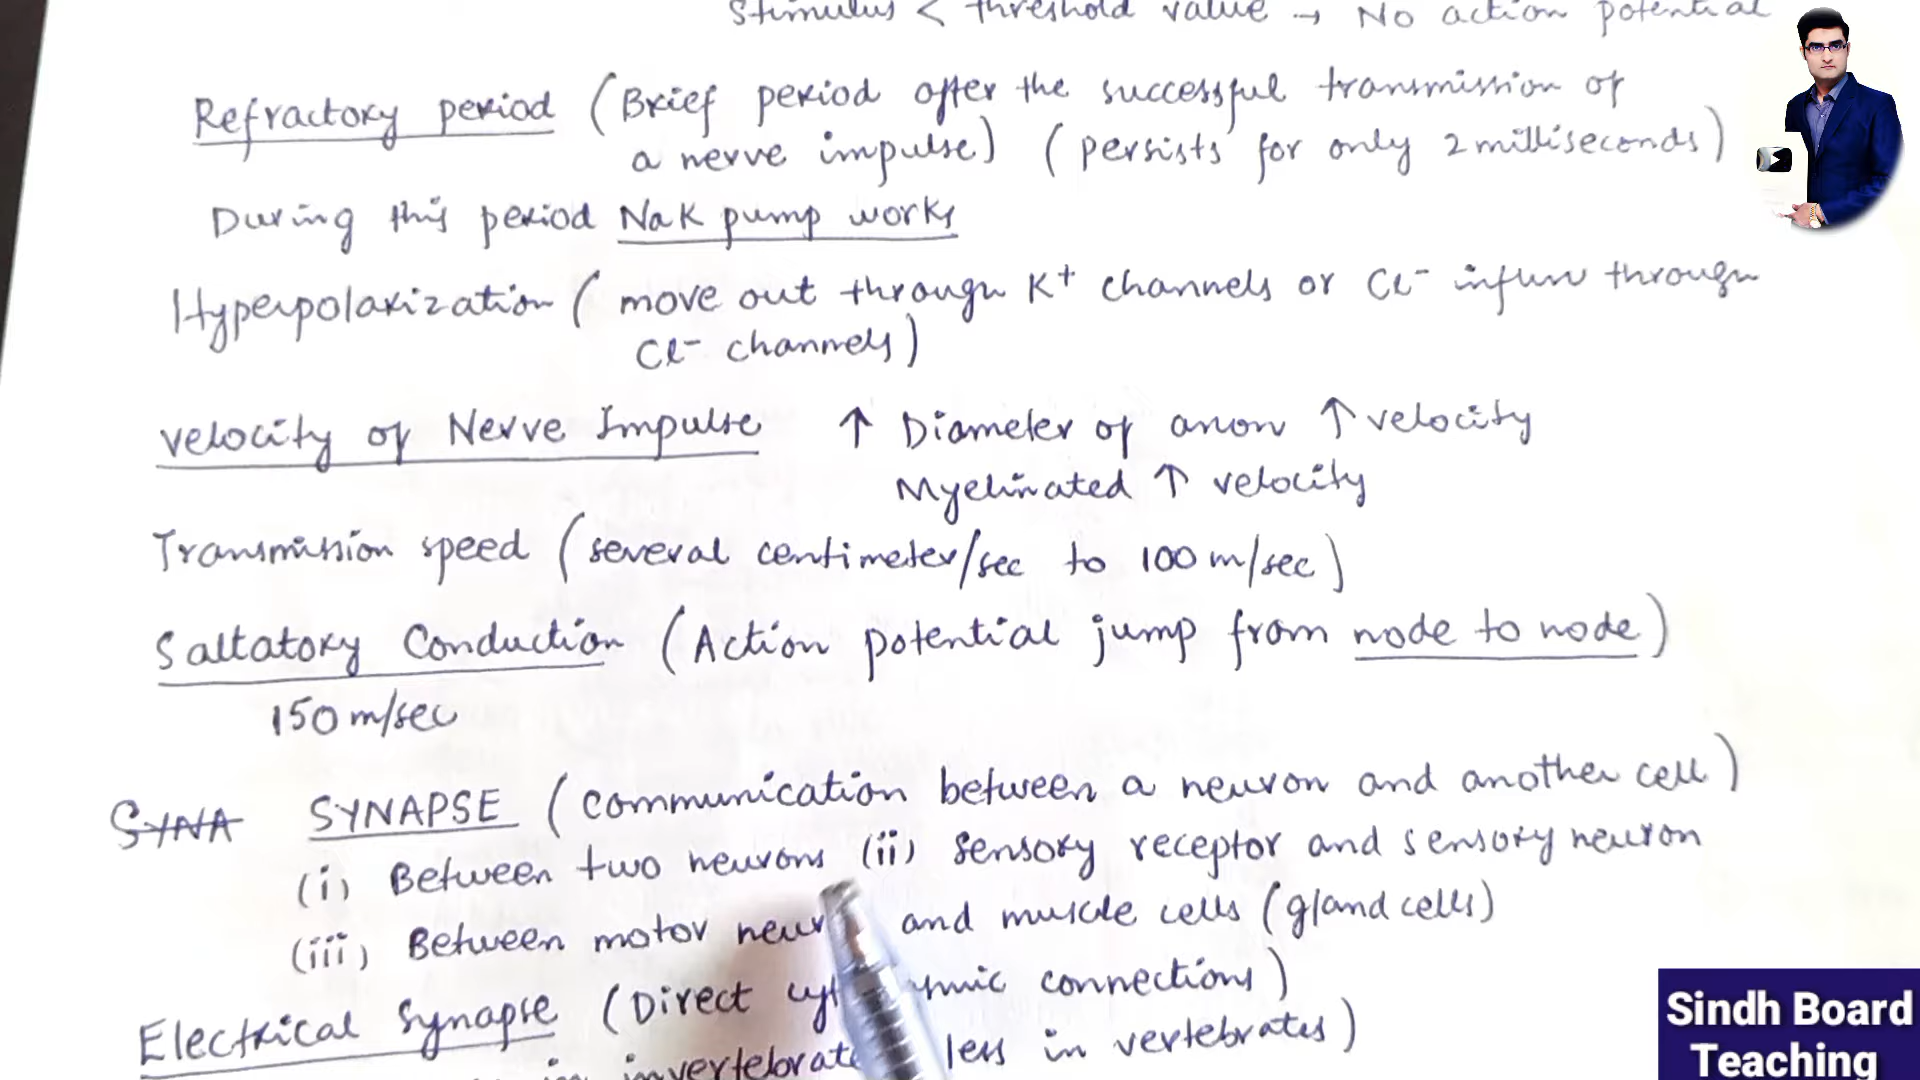 Stimulus < threshold value → No action potential
Refractory period (Brief period after the successful transmission of
a nerve impulse) (persists for only 2 milliseconds)
During this period NaK pump works
Hyperpolarization (move out through K+ channels or Cl- influx through
Cl- channels)
velocity of Nerve Impulse ↑ Diameter of axon ↑ velocity
Myelinated ↑ velocity
Transmission speed (several centimeter/sec to 100 m/sec)
Saltatory Conduction (Action potential jump from node to node)
150 m/sec
SYNA SYNAPSE (communication between a neuron and another cell)
(i) Between two neurons (ii) sensory receptor and sensory neuron
(iii) Between motor neur and muscle cells (gland cells)
Electrical Synapse (Direct connections)
in invertebrate less in vertebrates)
Sindh Board
Teaching